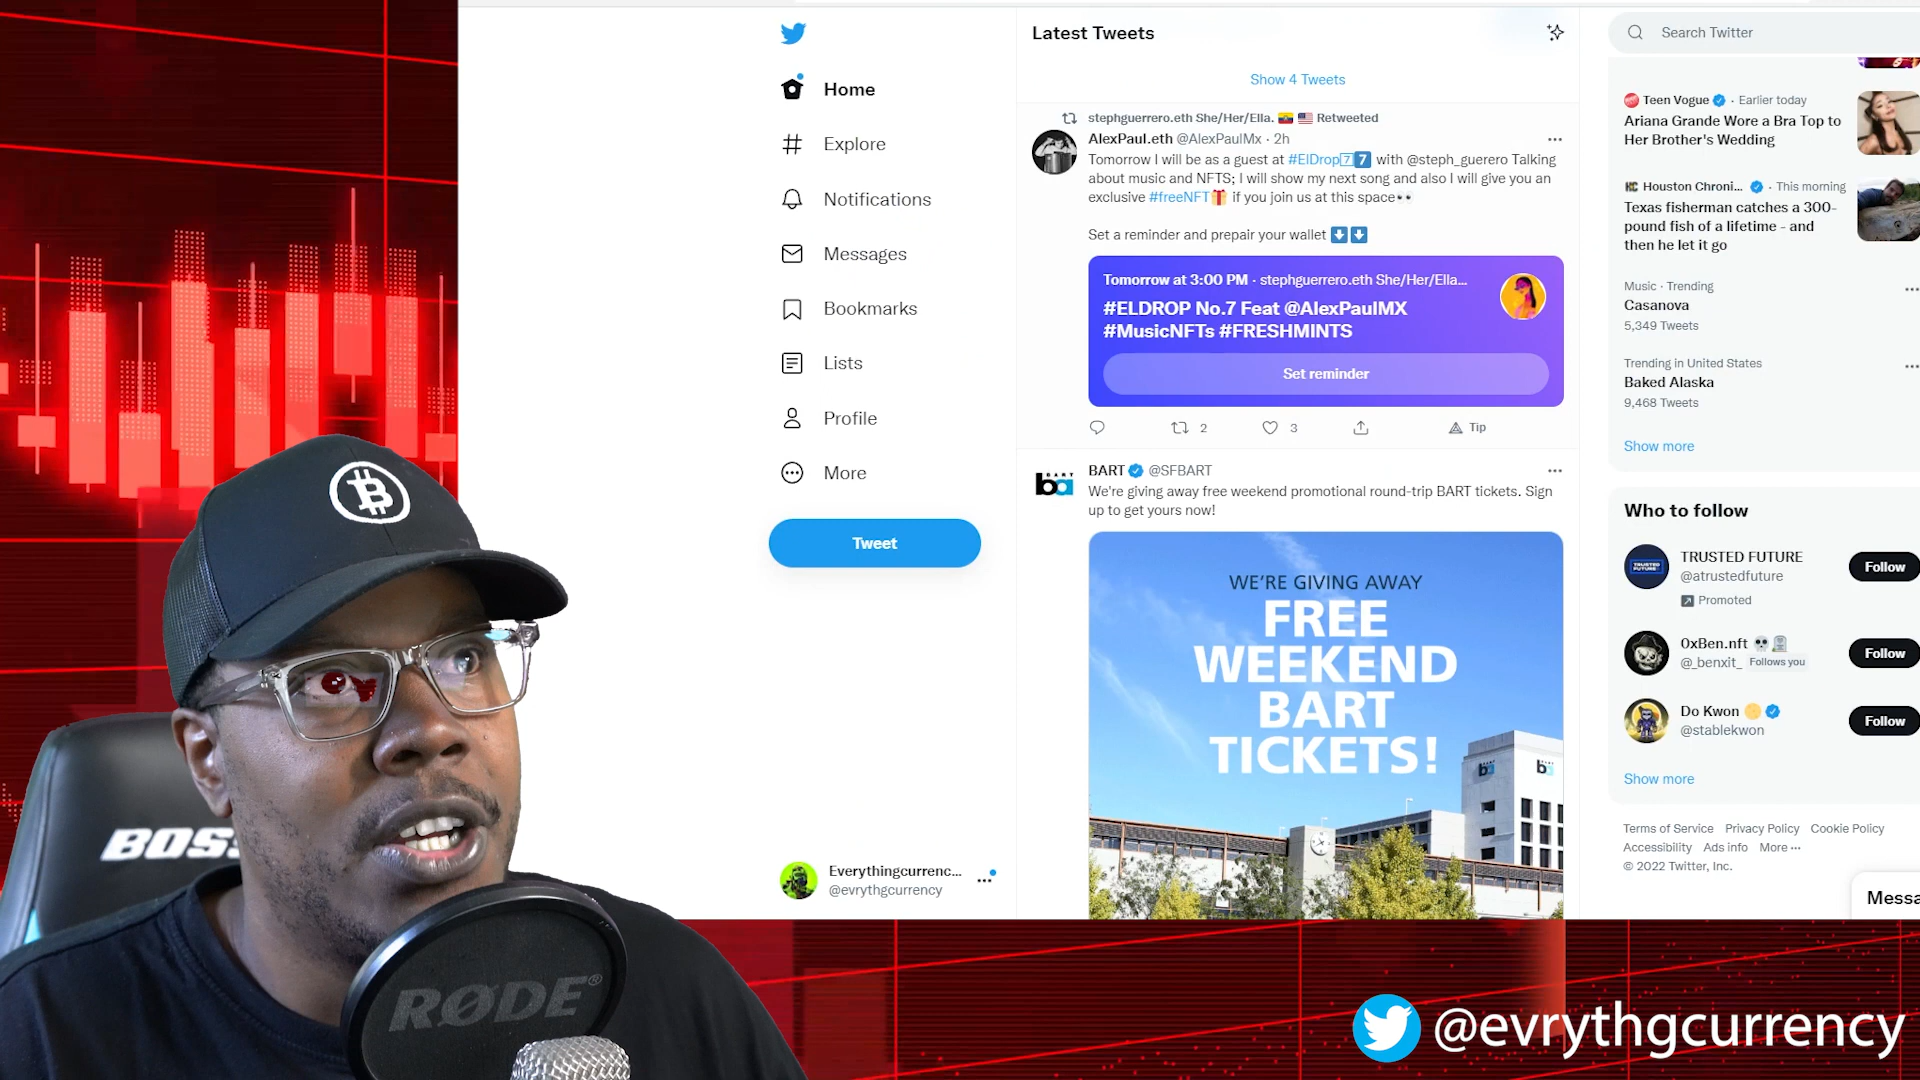 Latest Tweets
Search Twitter
Show 4 Tweets
Home
Explore
Notifications
Messages
Bookmarks
Lists
Profile
More
Tweet
Everythingcurrenc...
@evrythgcurrency
stephguerrero.eth She/Her/Ella. 🇪🇨 🇺🇸 Retweeted
AlexPaul.eth @AlexPaulMx · 2h
Tomorrow I will be as a guest at #ElDrop7️⃣ with @steph_guerero Talking
about music and NFTS; I will show my next song and also I will give you an
exclusive #freeNFT🎁 if you join us at this space👀
Set a reminder and prepair your wallet ⬇️⬇️
Tomorrow at 3:00 PM · stephguerrero.eth She/Her/Ella...
#ELDROP No.7 Feat @AlexPaulMX
#MusicNFTs #FRESHMINTS
Set reminder
2
3
Tip
BART @SFBART
We're giving away free weekend promotional round-trip BART tickets. Sign
up to get yours now!
BART
ba
WE'RE GIVING AWAY
FREE
WEEKEND
BART
TICKETS!
ba
ba
Teen Vogue · Earlier today
Ariana Grande Wore a Bra Top to
Her Brother's Wedding
Houston Chroni... · This morning
Texas fisherman catches a 300-
pound fish of a lifetime - and
then he let it go
Music · Trending
Casanova
5,349 Tweets
Trending in United States
Baked Alaska
9,468 Tweets
Show more
Who to follow
TRUSTED FUTURE
@atrustedfuture
Promoted
Follow
0xBen.nft 💀🪦
@_benxit_ Follows you
Follow
Do Kwon 🌕
@stablekwon
Follow
Show more
Terms of Service Privacy Policy Cookie Policy
Accessibility Ads info More ···
© 2022 Twitter, Inc.
Messa
BOSS
RØDE®
@evrythgcurrency